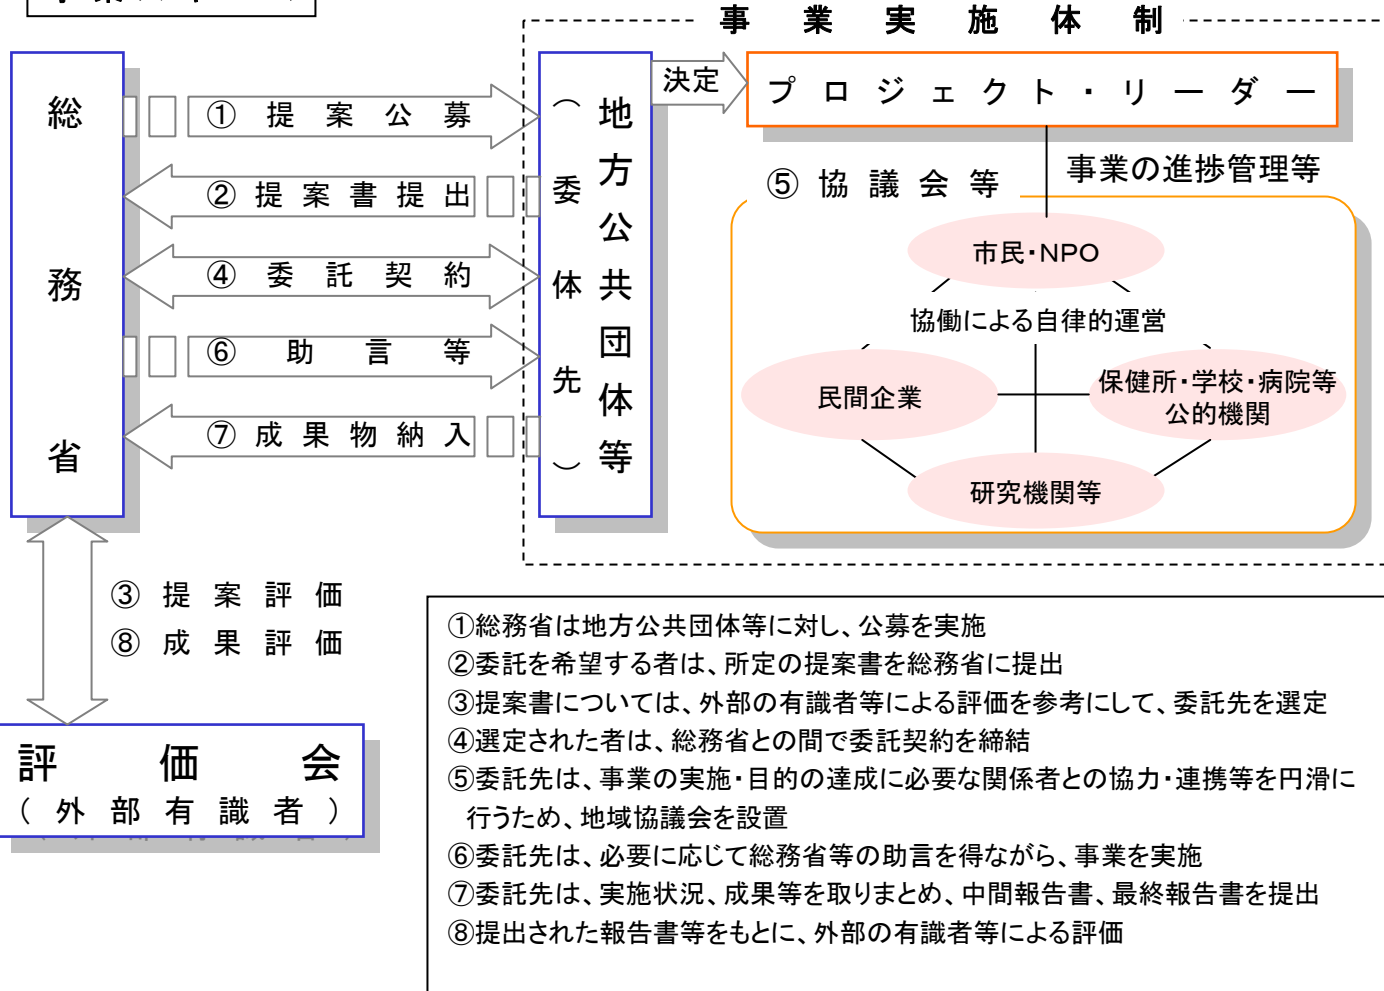 事業実施体制
総務省
①提案公募
②提案書提出
④委託契約
⑥助言等
⑦成果物納入
地方公共団体等
（委体先）
決定
プロジェクト・リーダー
事業の進捗管理等
⑤協議会等
市民・NPO
協働による自律的運営
民間企業
保健所・学校・病院等
公的機関
研究機関等
③提案評価
⑧成果評価
評価会
（外部有識者）
①総務省は地方公共団体等に対し、公募を実施
②委託を希望する者は、所定の提案書を総務省に提出
③提案書については、外部の有識者等による評価を参考にして、委託先を選定
④選定された者は、総務省との間で委託契約を締結
⑤委託先は、事業の実施・目的の達成に必要な関係者との協力・連携等を円滑に
行うため、地域協議会を設置
⑥委託先は、必要に応じて総務省等の助言を得ながら、事業を実施
⑦委託先は、実施状況、成果等を取りまとめ、中間報告書、最終報告書を提出
⑧提出された報告書等をもとに、外部の有識者等による評価